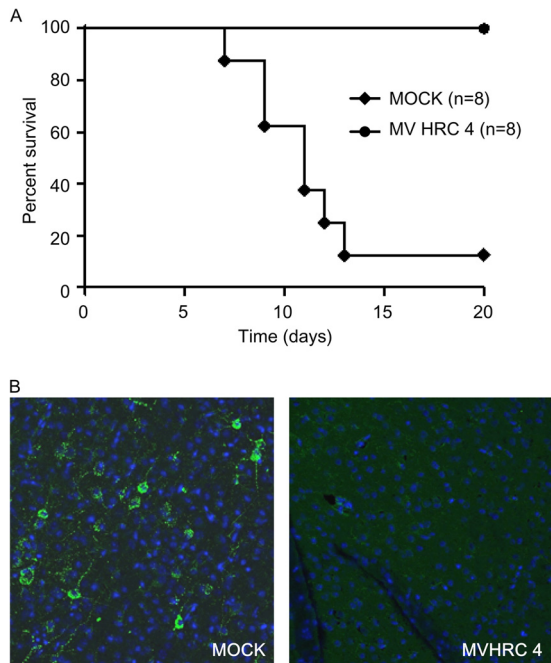 A
Percent survival
100
80
60
40
20
0
MOCK (n=8)
MV HRC 4 (n=8)
0
5
10
15
20
Time (days)
B
MOCK
MVHRC 4